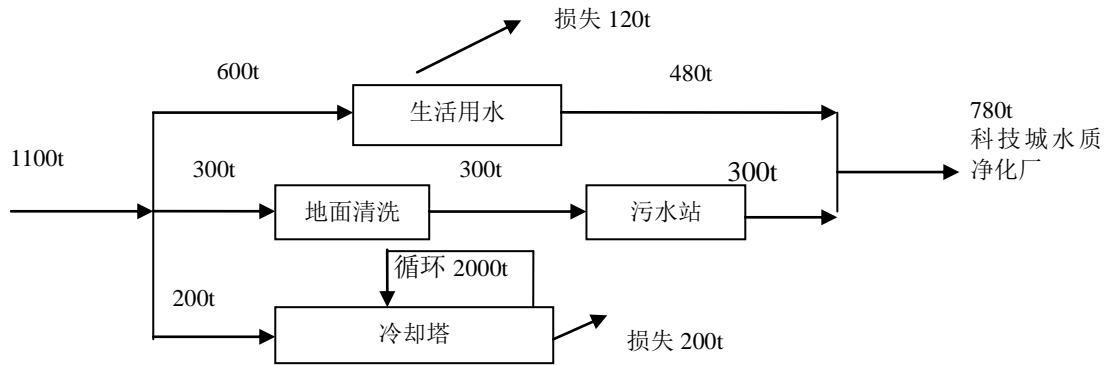 损失 120t
600t
480t
生活用水
780t
科技城水质
净化厂
1100t
300t
300t
300t
地面清洗
污水站
循环 2000t
200t
冷却塔
损失 200t